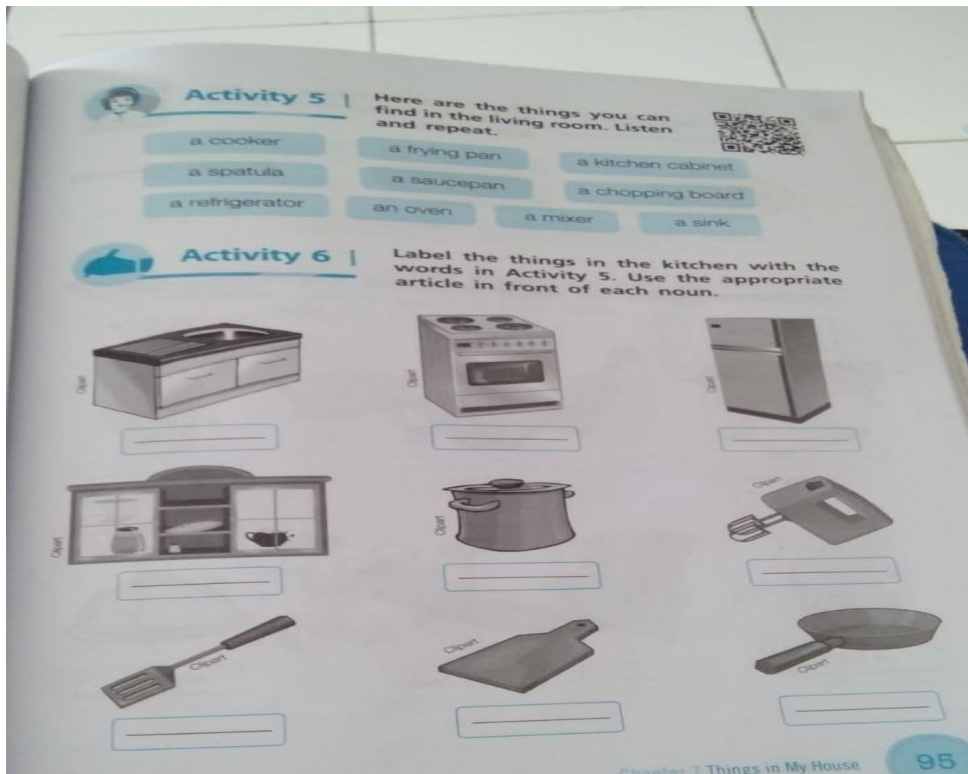 Activity 5 | Here are the things you can
find in the living room. Listen
and repeat.
a cooker
a frying pan
a kitchen cabinet
a spatula
a saucepan
a chopping board
a refrigerator
an oven
a mixer
a sink
Activity 6 | Label the things in the kitchen with the
words in Activity 5. Use the appropriate
article in front of each noun.
Clipart
Clipart
Clipart
Clipart
Clipart
Clipart
Clipart
Clipart
Clipart
Chapter 7 Things in My House
95